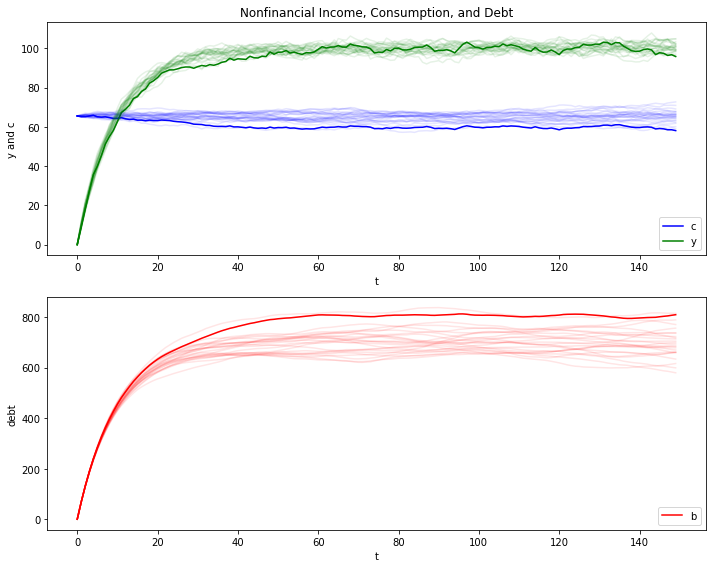 Nonfinancial Income, Consumption, and Debt
100
80
60
40
20
0
y and c
c
y
0 20 40 60 80 100 120 140
t
800
600
400
200
0
debt
b
0 20 40 60 80 100 120 140
t